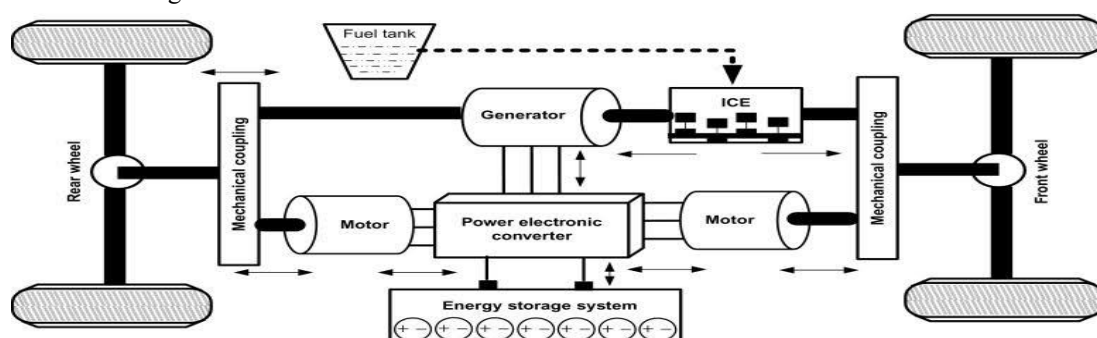 Fuel tank
ICE
Generator
Mechanical coupling
Rear wheel
Motor
Power electronic
converter
Motor
Mechanical coupling
Front wheel
Energy storage system
+ - + - + - + - + - + - + -